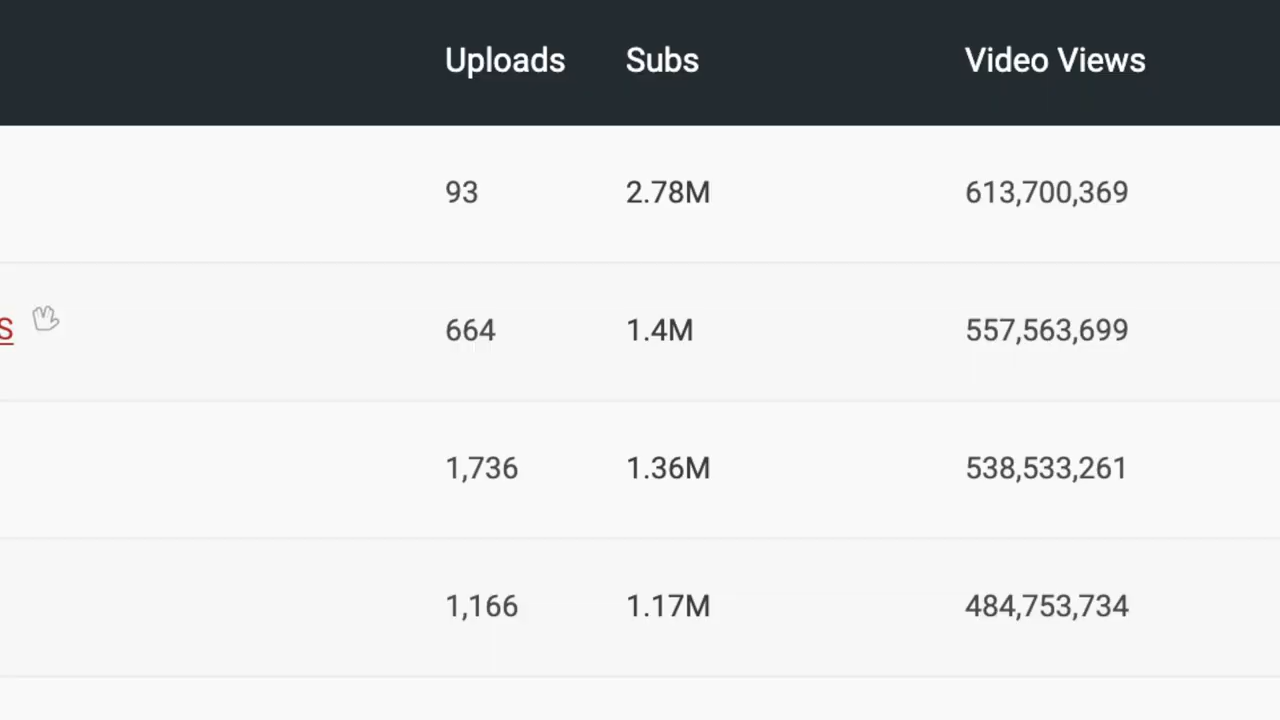 Uploads Subs Video Views
93 2.78M 613,700,369
S 664 1.4M 557,563,699
1,736 1.36M 538,533,261
1,166 1.17M 484,753,734